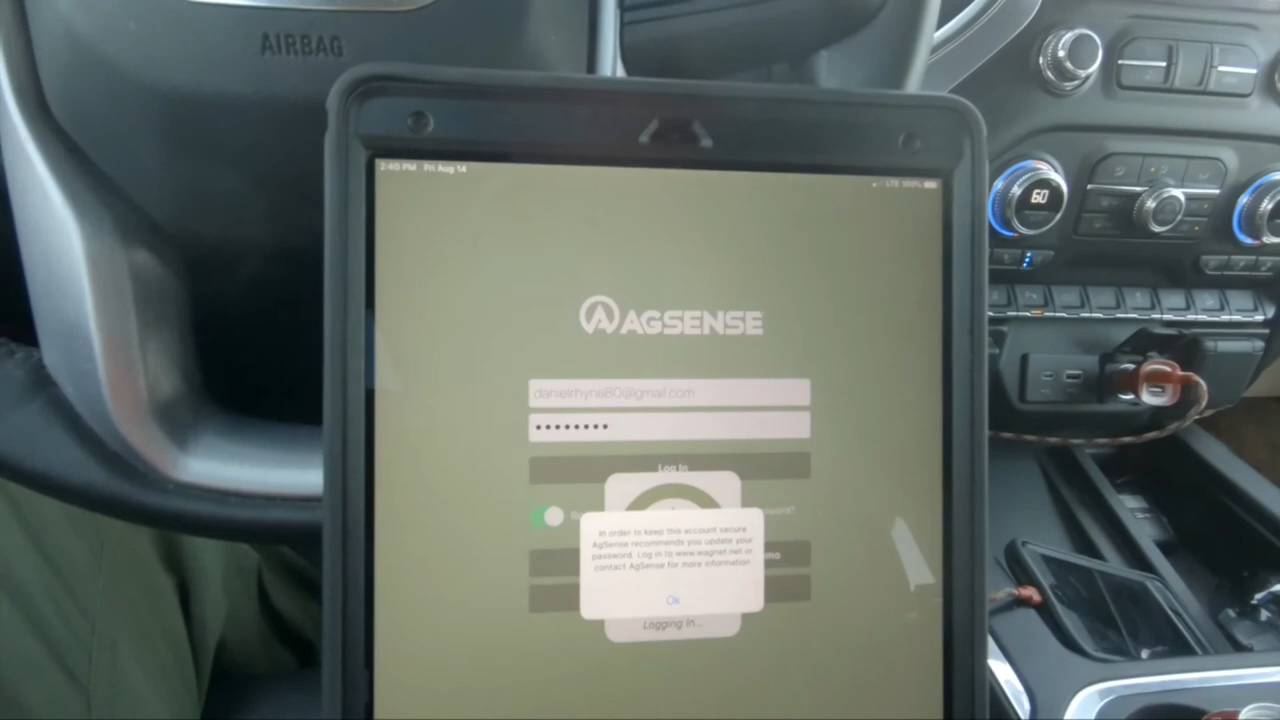 AIRBAG
2:40 PM Fri Aug 14
LTE 100%
60
AGSENSE
danielrhyne80@gmail.com
Log In
In order to keep this account secure
AgSense recommends you update your
password. Log in to www.wagnet.net or
contact AgSense for more information
Ok
Logging In...